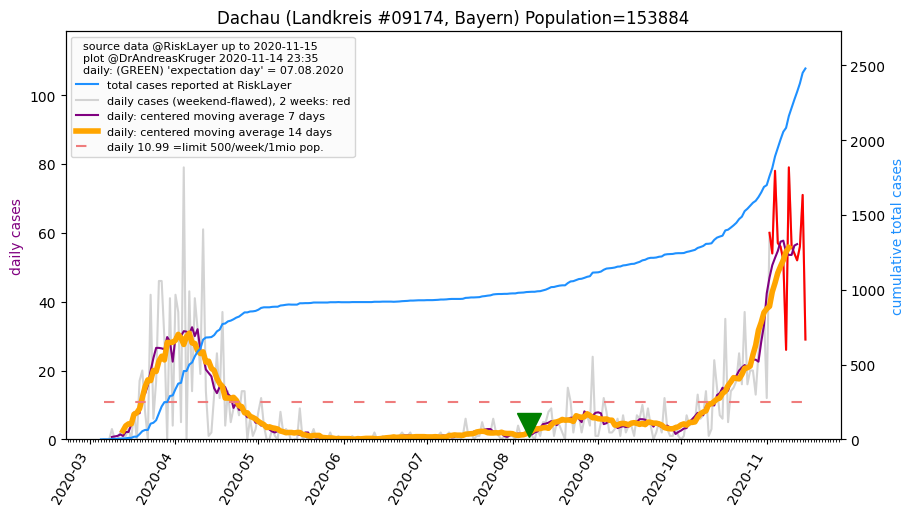 Dachau (Landkreis #09174, Bayern) Population=153884
source data @RiskLayer up to 2020-11-15
plot @DrAndreasKruger 2020-11-14 23:35
daily: (GREEN) 'expectation day' = 07.08.2020
total cases reported at RiskLayer
daily cases (weekend-flawed), 2 weeks: red
daily: centered moving average 7 days
daily: centered moving average 14 days
daily 10.99 =limit 500/week/1mio pop.
daily cases
100
80
60
40
20
0
cumulative total cases
2500
2000
1500
1000
500
0
2020-03
2020-04
2020-05
2020-06
2020-07
2020-08
2020-09
2020-10
2020-11